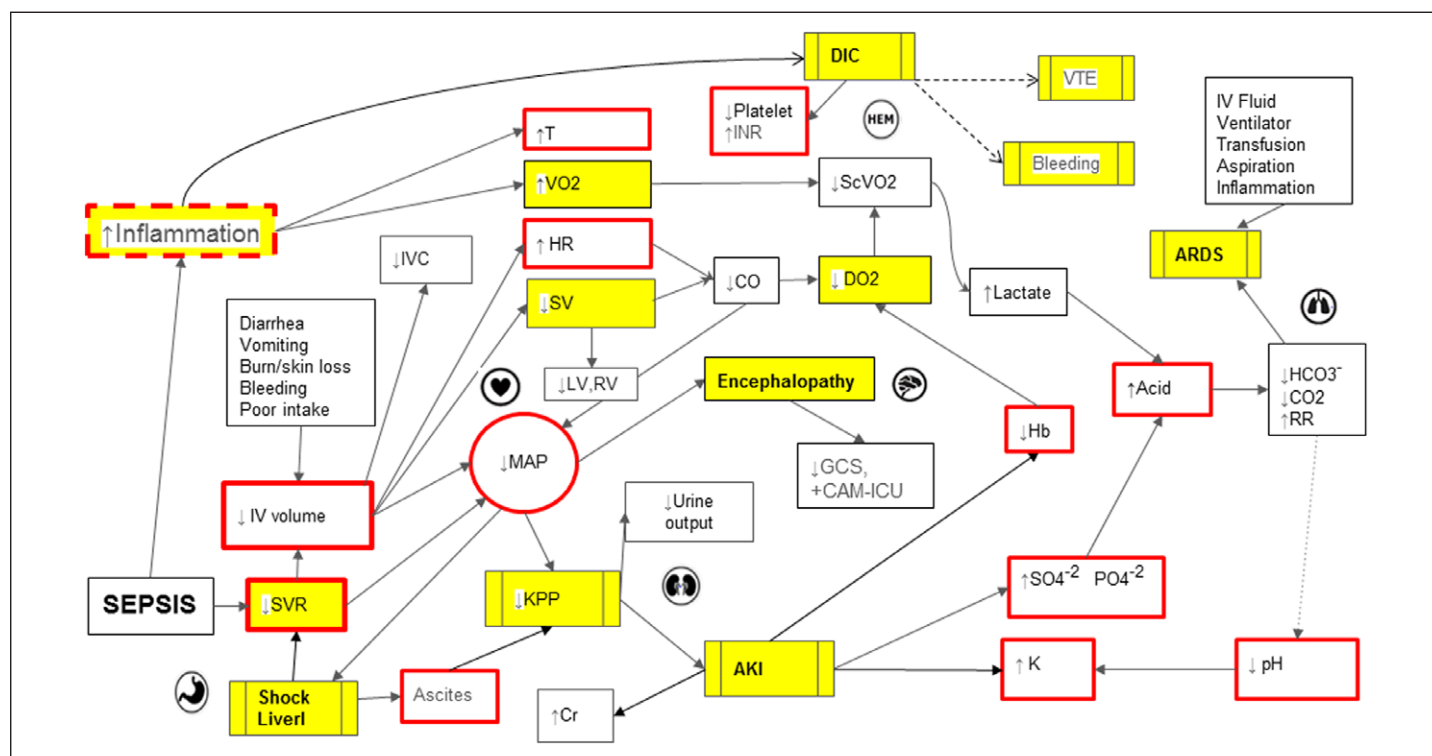 DIC
VTE
↓Platelet
↑INR
HEM
Bleeding
IV Fluid
Ventilator
Transfusion
Aspiration
Inflammation
↑T
↑VO2
↓ScVO2
↑Inflammation
↓IVC
↑ HR
↓SV
↓CO
↓DO2
↑Lactate
ARDS
Diarrhea
Vomiting
Burn/skin loss
Bleeding
Poor intake
↓LV,RV
Encephalopathy
↑Acid
↓HCO3⁻
↓CO2
↑RR
↓Hb
↓MAP
↓GCS,
+CAM-ICU
↓ IV volume
↓Urine
output
SEPSIS
↓SVR
↓KPP
↑SO4⁻² PO4⁻²
AKI
↑ K
↓ pH
Shock
Liverl
Ascites
↑Cr